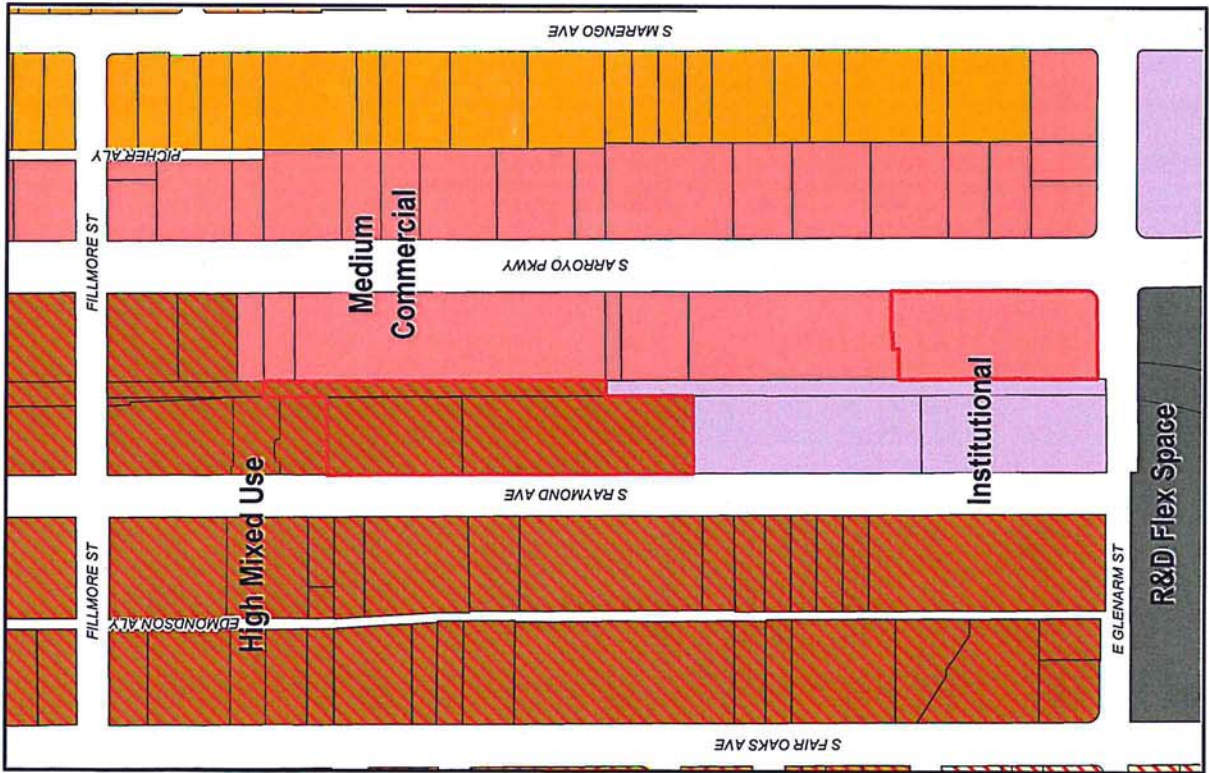 S MARENGO AVE
PICHER ALY
FILLMORE ST
S ARROYO PKWY
Medium
Commercial
S RAYMOND AVE
High Mixed Use
Institutional
FILLMORE ST
EDMONDSON ALY
E GLENARM ST
R&D Flex Space
S FAIR OAKS AVE